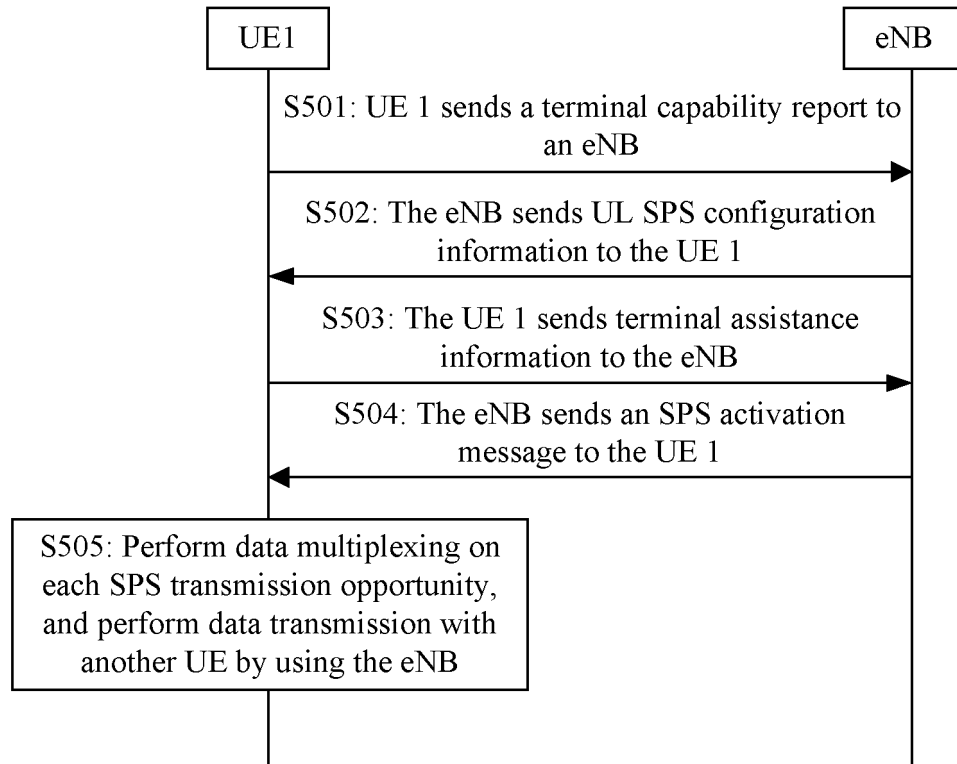 UE1
eNB
S501: UE 1 sends a terminal capability report to
an eNB
S502: The eNB sends UL SPS configuration
information to the UE 1
S503: The UE 1 sends terminal assistance
information to the eNB
S504: The eNB sends an SPS activation
message to the UE 1
S505: Perform data multiplexing on
each SPS transmission opportunity,
and perform data transmission with
another UE by using the eNB